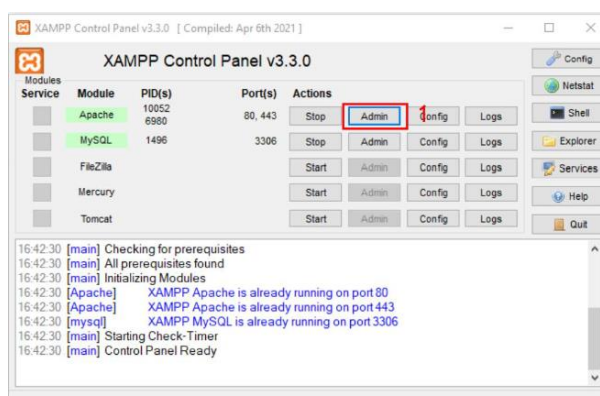 XAMPP Control Panel v3.3.0 [ Compiled: Apr 6th 2021 ]
XAMPP Control Panel v3.3.0
Config
Modules
Service Module PID(s) Port(s) Actions
Netstat
Apache 10052 6980 80, 443 Stop Admin 1 Config Logs
Shell
MySQL 1496 3306 Stop Admin Config Logs
Explorer
FileZilla Start Admin Config Logs
Services
Mercury Start Admin Config Logs
Help
Tomcat Start Admin Config Logs
Quit
16:42:30 [main] Checking for prerequisites
16:42:30 [main] All prerequisites found
16:42:30 [main] Initializing Modules
16:42:30 [Apache] XAMPP Apache is already running on port 80
16:42:30 [Apache] XAMPP Apache is already running on port 443
16:42:30 [mysql] XAMPP MySQL is already running on port 3306
16:42:30 [main] Starting Check-Timer
16:42:30 [main] Control Panel Ready